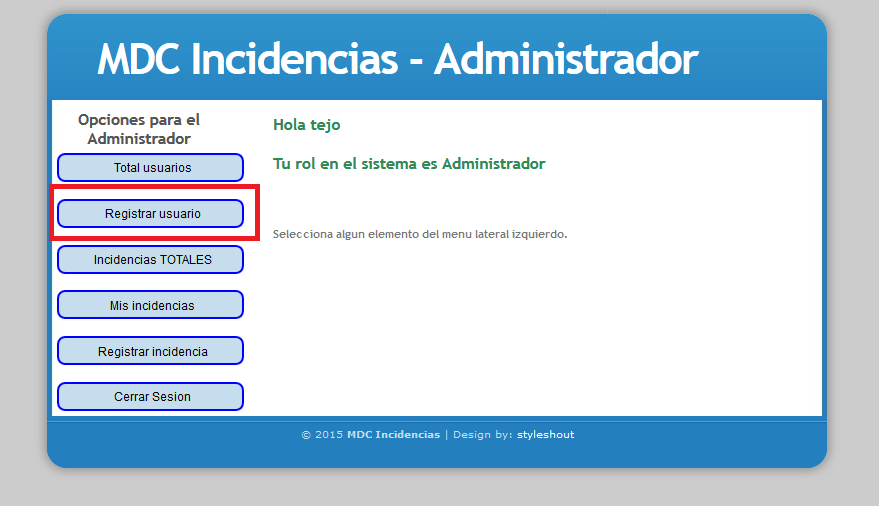 MDC Incidencias - Administrador
Opciones para el
Administrador
Total usuarios
Registrar usuario
Incidencias TOTALES
Mis incidencias
Registrar incidencia
Cerrar Sesion
Hola tejo
Tu rol en el sistema es Administrador
Selecciona algun elemento del menu lateral izquierdo.
© 2015 MDC Incidencias | Design by: styleshout